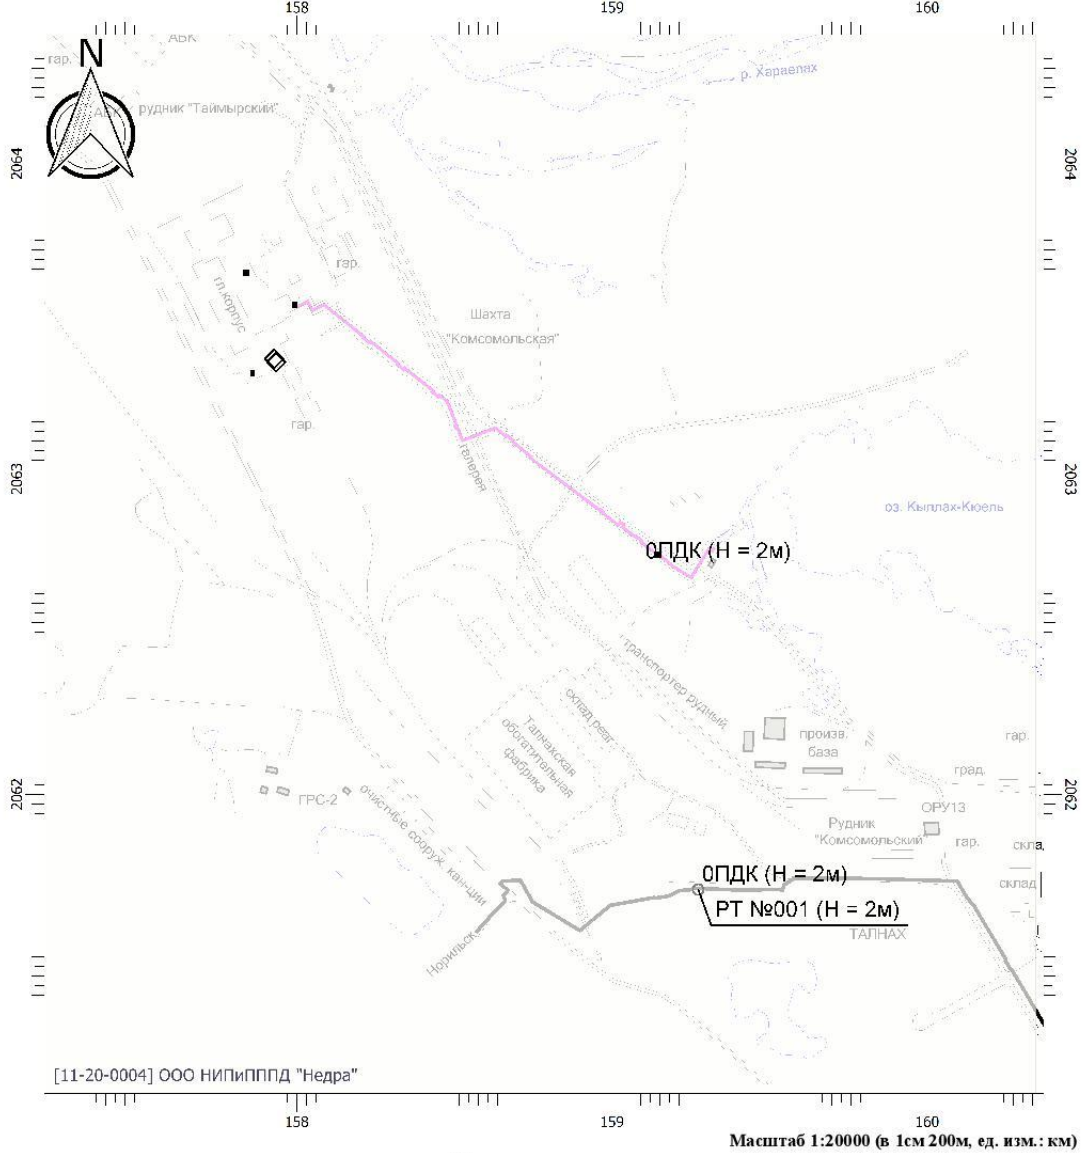 158 159 160
АБК
гар.
N
р. Хараелах
АБК рудник "Таймырский"
2064 2064
гар.
гл.корпус
Шахта
"Комсомольская"
гар.
галерея
2063 2063
оз. Кыллах-Кюель
0ПДК (H = 2м)
транспортер рудный
склад реаг.
Талнахская
обогатительная
фабрика
произв.
база
гар.
град.
2062 2062
ГРС-2
ОРУ13
очистные сооруж. кан-ции
Рудник
"Комсомольский"
гар.
скла
0ПДК (H = 2м)
склад
РТ №001 (H = 2м)
ТАЛНАХ
Норильск
[11-20-0004] ООО НИПиПППД "Недра"
158 159 160
Масштаб 1:20000 (в 1см 200м, ед. изм.: км)